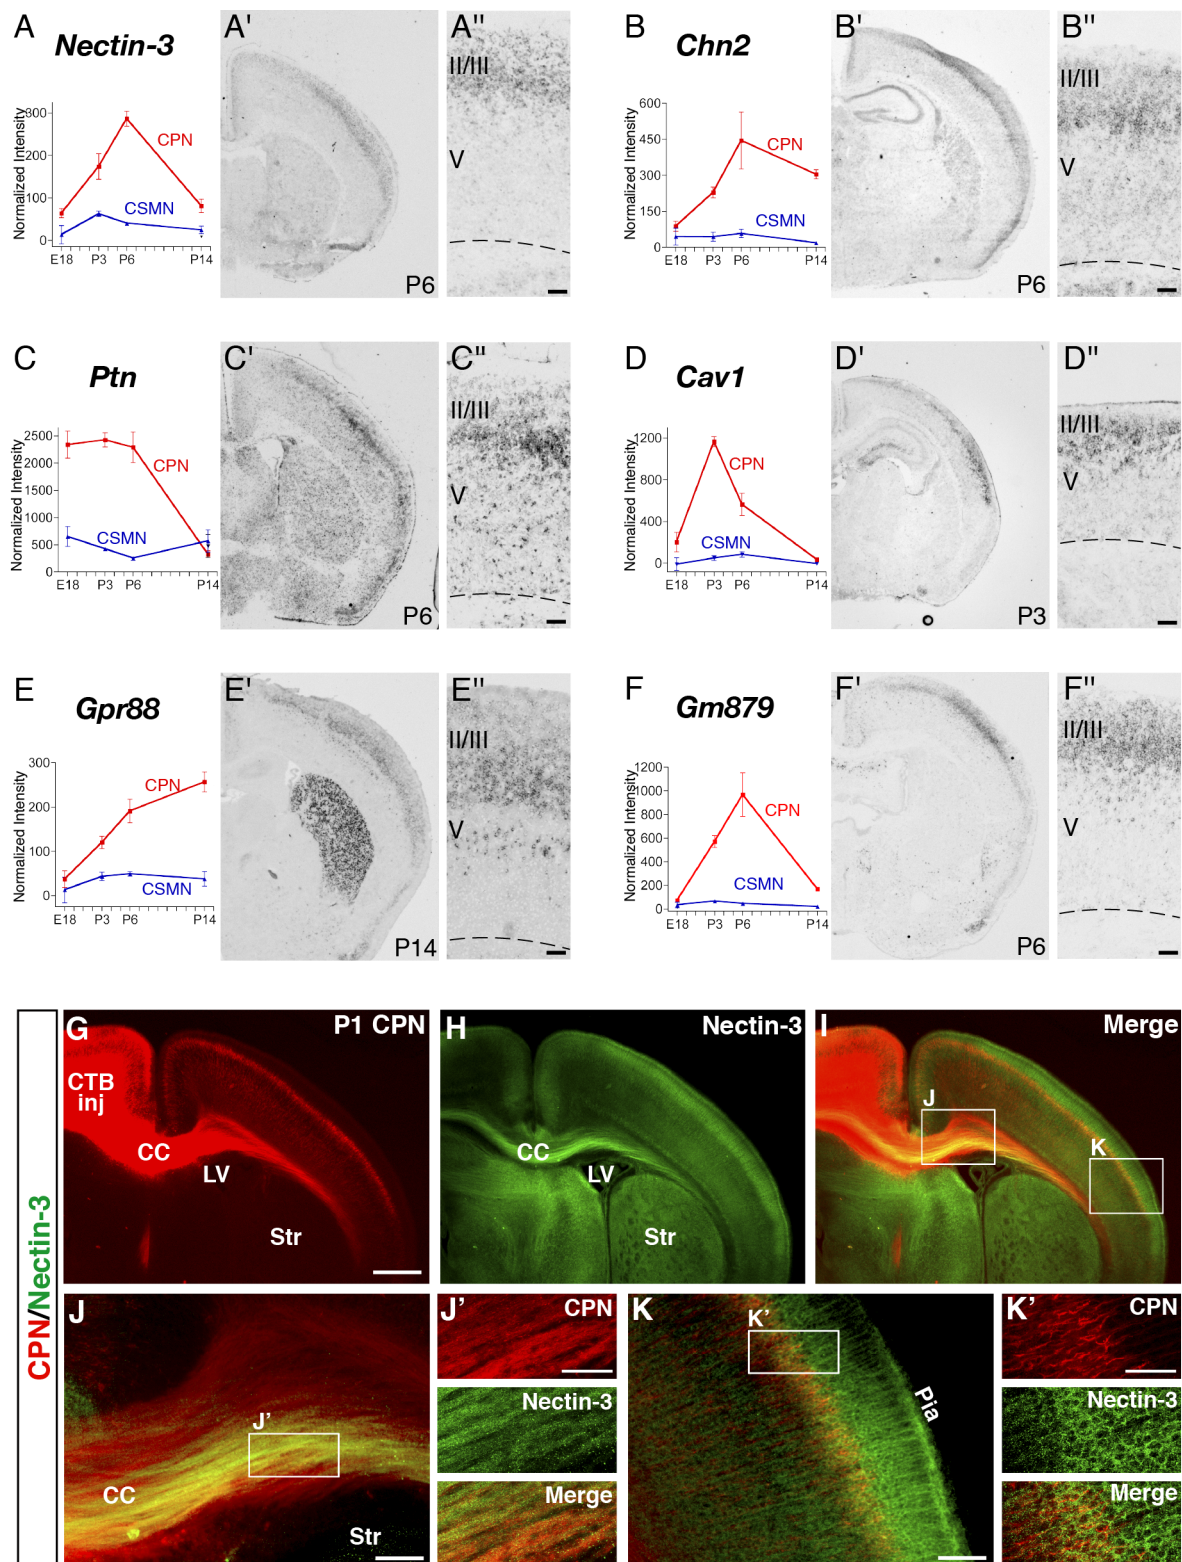 A
Nectin-3
A'
A"
II/III
V
Normalized Intensity
300
200
100
0
CPN
CSMN
E18 P3 P6 P14
P6
B
Chn2
B'
B"
II/III
V
Normalized Intensity
600
450
300
150
0
CPN
CSMN
E18 P3 P6 P14
P6
C
Ptn
C'
C"
II/III
V
Normalized Intensity
2500
2000
1500
1000
500
0
CPN
CSMN
E18 P3 P6 P14
P6
D
Cav1
D'
D"
II/III
V
Normalized Intensity
1200
800
400
0
CPN
CSMN
E18 P3 P6 P14
P3
E
Gpr88
E'
E"
II/III
V
Normalized Intensity
300
200
100
0
CPN
CSMN
E18 P3 P6 P14
P14
F
Gm879
F'
F"
II/III
V
Normalized Intensity
1200
1000
800
600
400
200
0
CPN
CSMN
E18 P3 P6 P14
P6
CPN/Nectin-3
G
P1 CPN
CTB
inj
CC
LV
Str
H
Nectin-3
CC
LV
Str
I
Merge
J
K
J
J'
CC
Str
J'
CPN
Nectin-3
Merge
K
K'
Pia
K'
CPN
Nectin-3
Merge